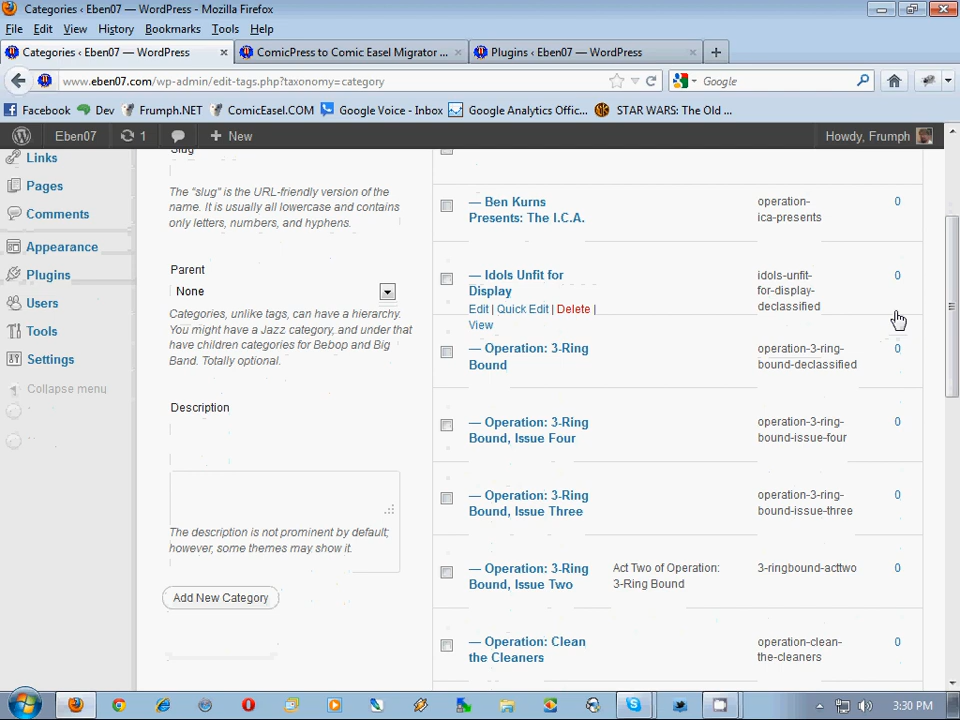 Categories ‹ Eben07 — WordPress - Mozilla Firefox
File Edit View History Bookmarks Tools Help
Categories ‹ Eben07 — WordPress × ComicPress to Comic Easel Migrator ... × Plugins ‹ Eben07 — WordPress × +
www.eben07.com/wp-admin/edit-tags.php?taxonomy=category Google
Facebook Dev Frumph.NET ComicEasel.COM Google Voice - Inbox Google Analytics Offic... STAR WARS: The Old ...
Eben07 1 + New Howdy, Frumph
Links
Pages
Comments
Appearance
Plugins
Users
Tools
Settings
Collapse menu
Slug
The "slug" is the URL-friendly version of the
name. It is usually all lowercase and contains
only letters, numbers, and hyphens.
Parent
None
Categories, unlike tags, can have a hierarchy.
You might have a Jazz category, and under that
have children categories for Bebop and Big
Band. Totally optional.
Description
The description is not prominent by default;
however, some themes may show it.
Add New Category
— Ben Kurns
Presents: The I.C.A.
operation-
ica-presents
0
— Idols Unfit for
Display
Edit | Quick Edit | Delete |
View
idols-unfit-
for-display-
declassified
0
— Operation: 3-Ring
Bound
operation-3-ring-
bound-declassified
0
— Operation: 3-Ring
Bound, Issue Four
operation-3-ring-
bound-issue-four
0
— Operation: 3-Ring
Bound, Issue Three
operation-3-ring-
bound-issue-three
0
— Operation: 3-Ring
Bound, Issue Two
Act Two of Operation:
3-Ring Bound
3-ringbound-acttwo
0
— Operation: Clean
the Cleaners
operation-clean-
the-cleaners
0
3:30 PM